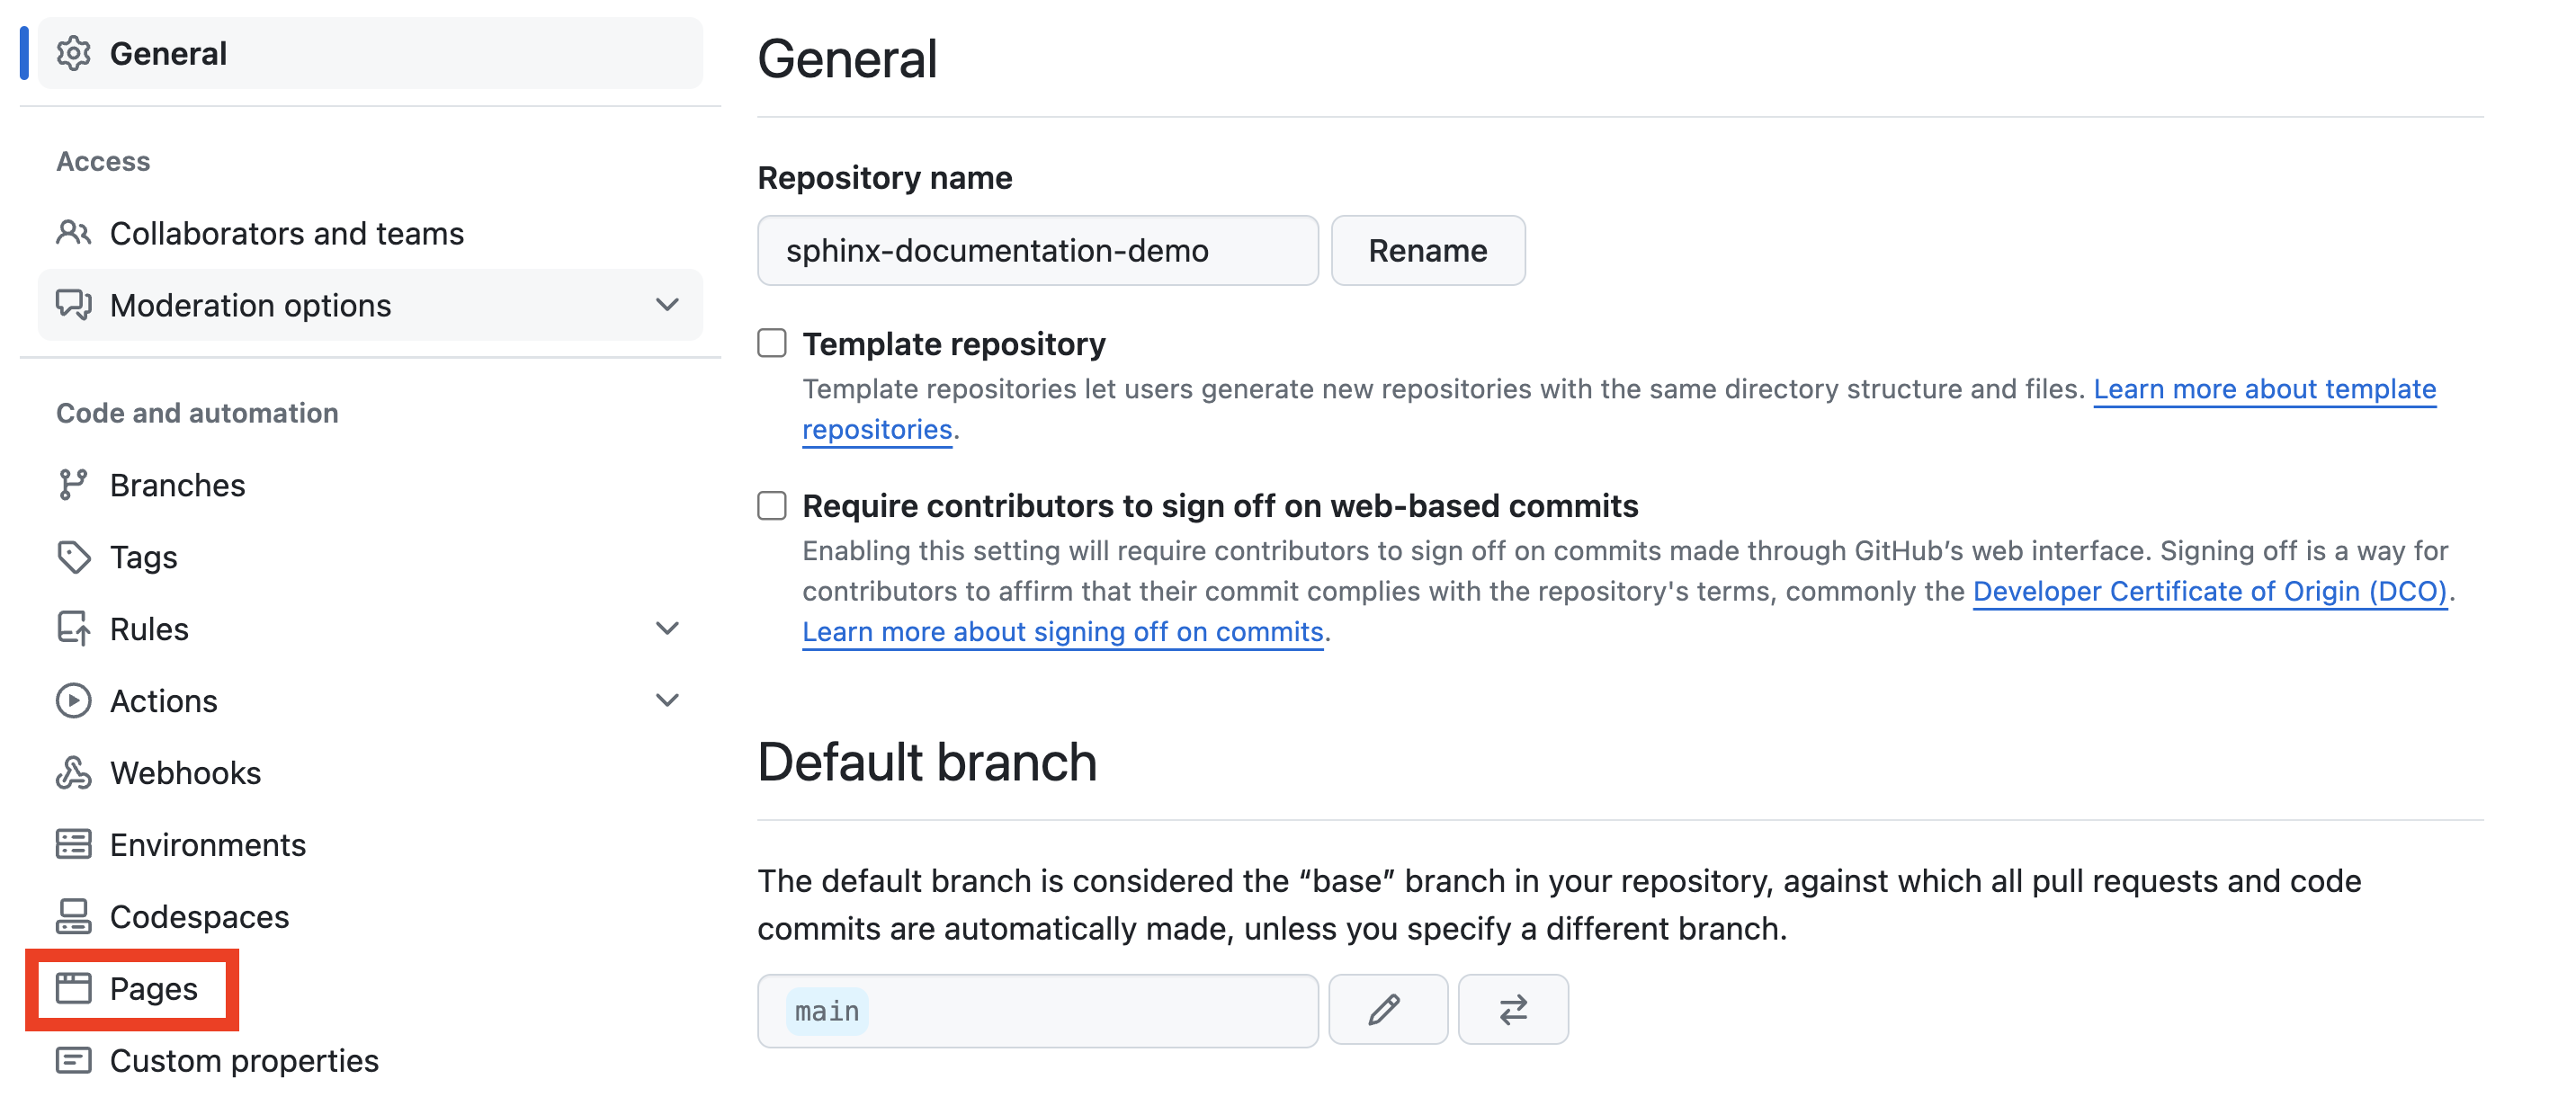 General
Access
Collaborators and teams
Moderation options
Code and automation
Branches
Tags
Rules
Actions
Webhooks
Environments
Codespaces
Pages
Custom properties
General
Repository name
sphinx-documentation-demo
Rename
Template repository
Template repositories let users generate new repositories with the same directory structure and files. Learn more about template
repositories.
Require contributors to sign off on web-based commits
Enabling this setting will require contributors to sign off on commits made through GitHub’s web interface. Signing off is a way for
contributors to affirm that their commit complies with the repository's terms, commonly the Developer Certificate of Origin (DCO).
Learn more about signing off on commits.
Default branch
The default branch is considered the “base” branch in your repository, against which all pull requests and code
commits are automatically made, unless you specify a different branch.
main